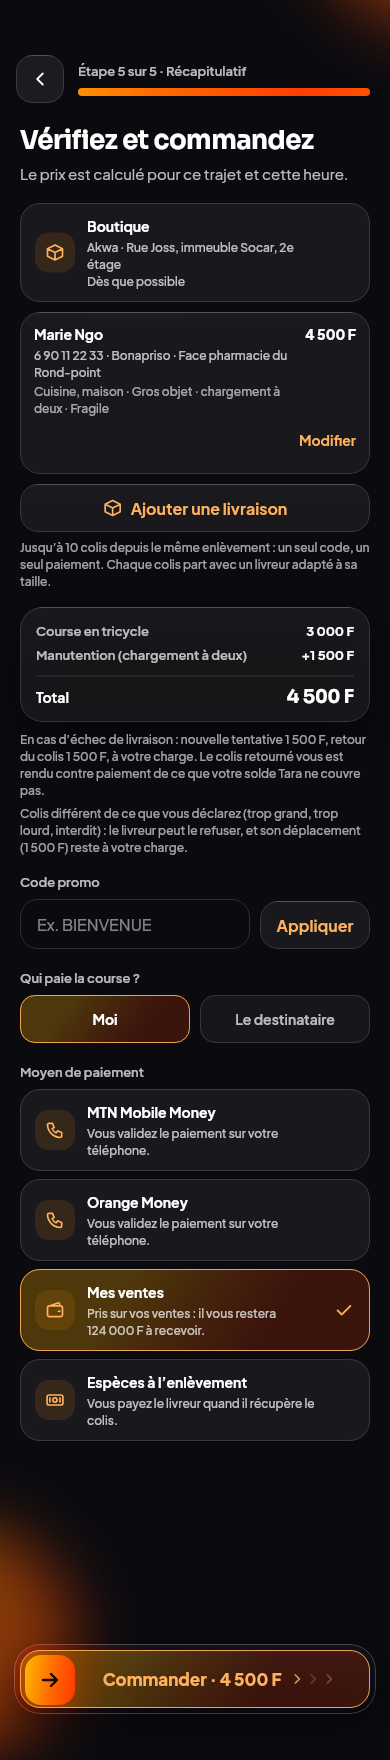 Étape 5 sur 5 · Récapitulatif
Vérifiez et commandez
Le prix est calculé pour ce trajet et cette heure.
Boutique
Akwa · Rue Joss, immeuble Socar, 2e
étage
Dès que possible
Marie Ngo 4 500 F
6 90 11 22 33 · Bonapriso · Face pharmacie du
Rond-point
Cuisine, maison · Gros objet · chargement à
deux · Fragile
Modifier
Ajouter une livraison
Jusqu’à 10 colis depuis le même enlèvement : un seul code, un
seul paiement. Chaque colis part avec un livreur adapté à sa
taille.
Course en tricycle 3 000 F
Manutention (chargement à deux) +1 500 F
Total 4 500 F
En cas d’échec de livraison : nouvelle tentative 1 500 F, retour
du colis 1 500 F, à votre charge. Le colis retourné vous est
rendu contre paiement de ce que votre solde Tara ne couvre
pas.
Colis différent de ce que vous déclarez (trop grand, trop
lourd, interdit) : le livreur peut le refuser, et son déplacement
(1 500 F) reste à votre charge.
Code promo
Ex. BIENVENUE Appliquer
Qui paie la course ?
Moi Le destinataire
Moyen de paiement
MTN Mobile Money
Vous validez le paiement sur votre
téléphone.
Orange Money
Vous validez le paiement sur votre
téléphone.
Mes ventes
Pris sur vos ventes : il vous restera
124 000 F à recevoir.
Espèces à l’enlèvement
Vous payez le livreur quand il récupère le
colis.
Commander · 4 500 F